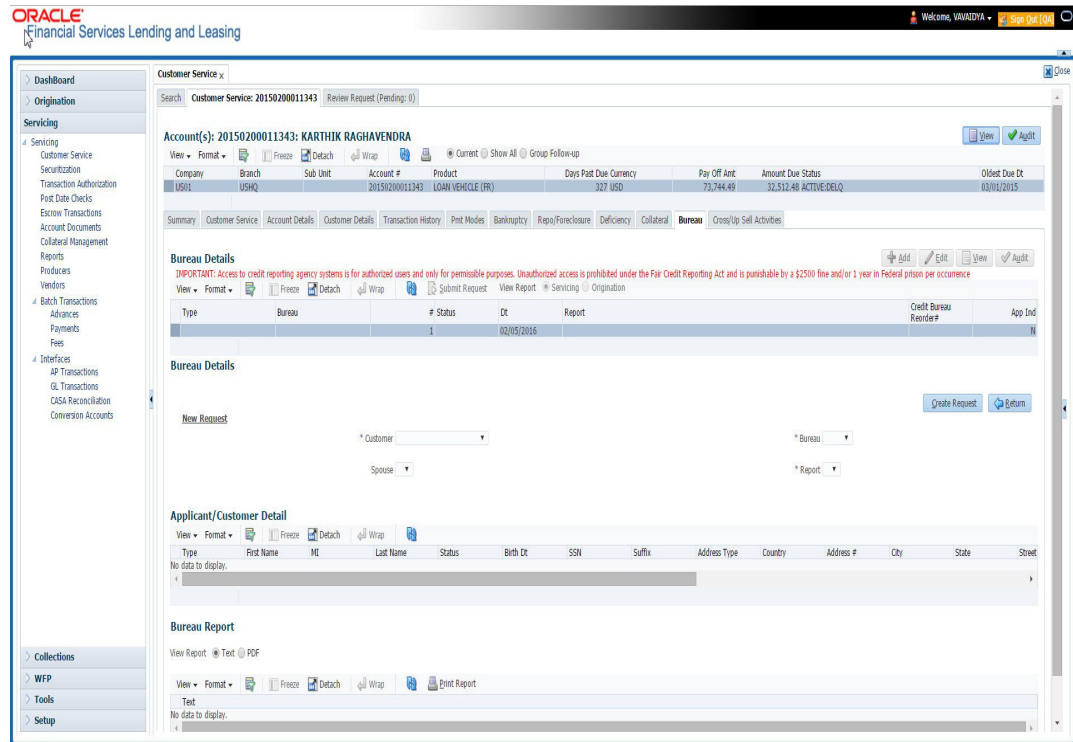 ORACLE
Financial Services Lending and Leasing
Welcome, VAVAIDYA
Sign Out [QA]
Close
DashBoard
Origination
Servicing
Servicing
Customer Service
Securitization
Transaction Authorization
Post Date Checks
Escrow Transactions
Account Documents
Collateral Management
Reports
Producers
Vendors
Batch Transactions
Advances
Payments
Fees
Interfaces
AP Transactions
GL Transactions
CASA Reconciliation
Conversion Accounts
Collections
WFP
Tools
Setup
Customer Service x
Search Customer Service: 20150200011343 Review Request (Pending: 0)
Account(s): 20150200011343: KARTHIK RAGHAVENDRA
View Audit
View Format Freeze Detach Wrap Current Show All Group Follow-up
Company Branch Sub Unit Account # Product Days Past Due Currency Pay Off Amt Amount Due Status Oldest Due Dt
US01 USHQ 20150200011343 LOAN VEHICLE (FR) 327 USD 73,744.49 32,512.48 ACTIVE:DELQ 03/01/2015
Summary Customer Service Account Details Customer Details Transaction History Pmt Modes Bankruptcy Repo/Foreclosure Deficiency Collateral Bureau Cross/Up Sell Activities
Bureau Details
Add Edit View Audit
IMPORTANT: Access to credit reporting agency systems is for authorized users and only for permissible purposes. Unauthorized access is prohibited under the Fair Credit Reporting Act and is punishable by a $2500 fine and/or 1 year in Federal prison per occurrence
View Format Freeze Detach Wrap Submit Request View Report Servicing Origination
Type Bureau # Status Dt Report Credit Bureau Reorder# App Ind
1 02/05/2016 N
Bureau Details
Create Request Return
New Request
* Customer * Bureau
Spouse * Report
Applicant/Customer Detail
View Format Freeze Detach Wrap
Type First Name MI Last Name Status Birth Dt SSN Suffix Address Type Country Address # City State Street
No data to display.
Bureau Report
View Report Text PDF
View Format Freeze Detach Wrap Print Report
Text
No data to display.